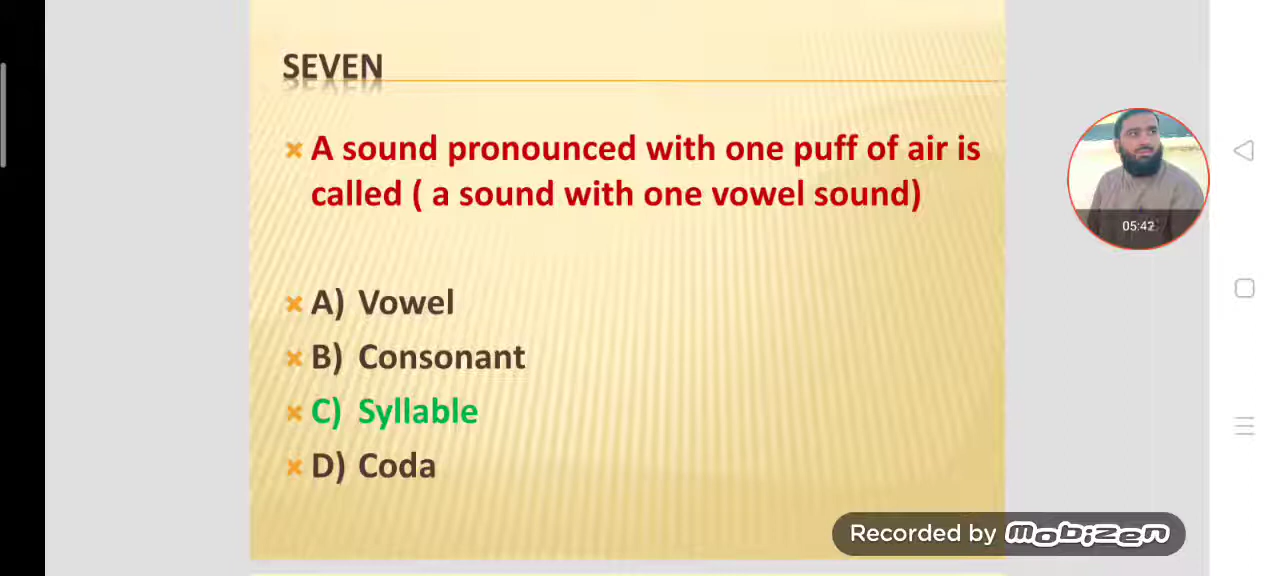 SEVEN
A sound pronounced with one puff of air is
called ( a sound with one vowel sound)
A) Vowel
B) Consonant
C) Syllable
D) Coda
05:42
Recorded by mobizen